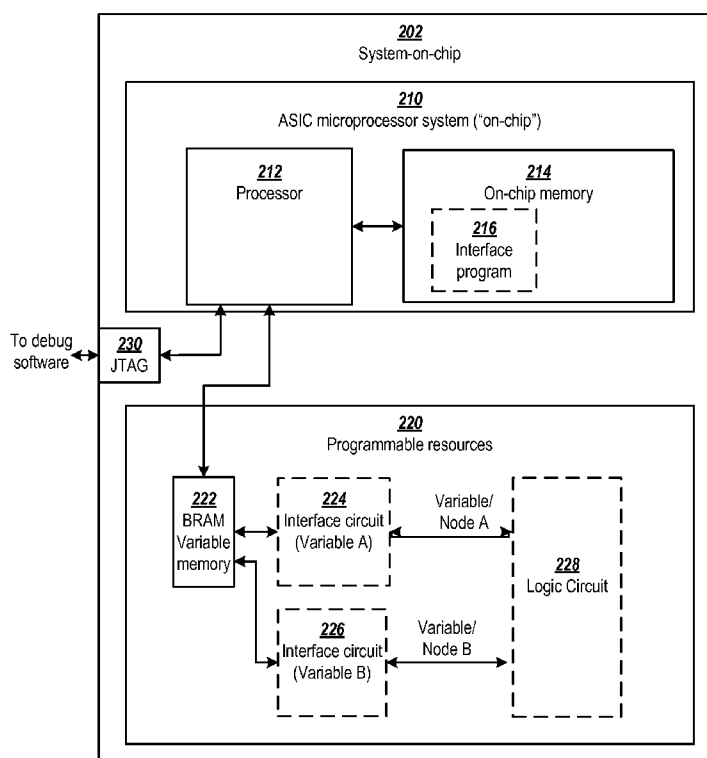 202
System-on-chip
210
ASIC microprocessor system ("on-chip")
212
Processor
214
On-chip memory
216
Interface
program
To debug
software
230
JTAG
220
Programmable resources
222
BRAM
Variable
memory
224
Interface circuit
(Variable A)
Variable/
Node A
228
Logic Circuit
226
Interface circuit
(Variable B)
Variable/
Node B